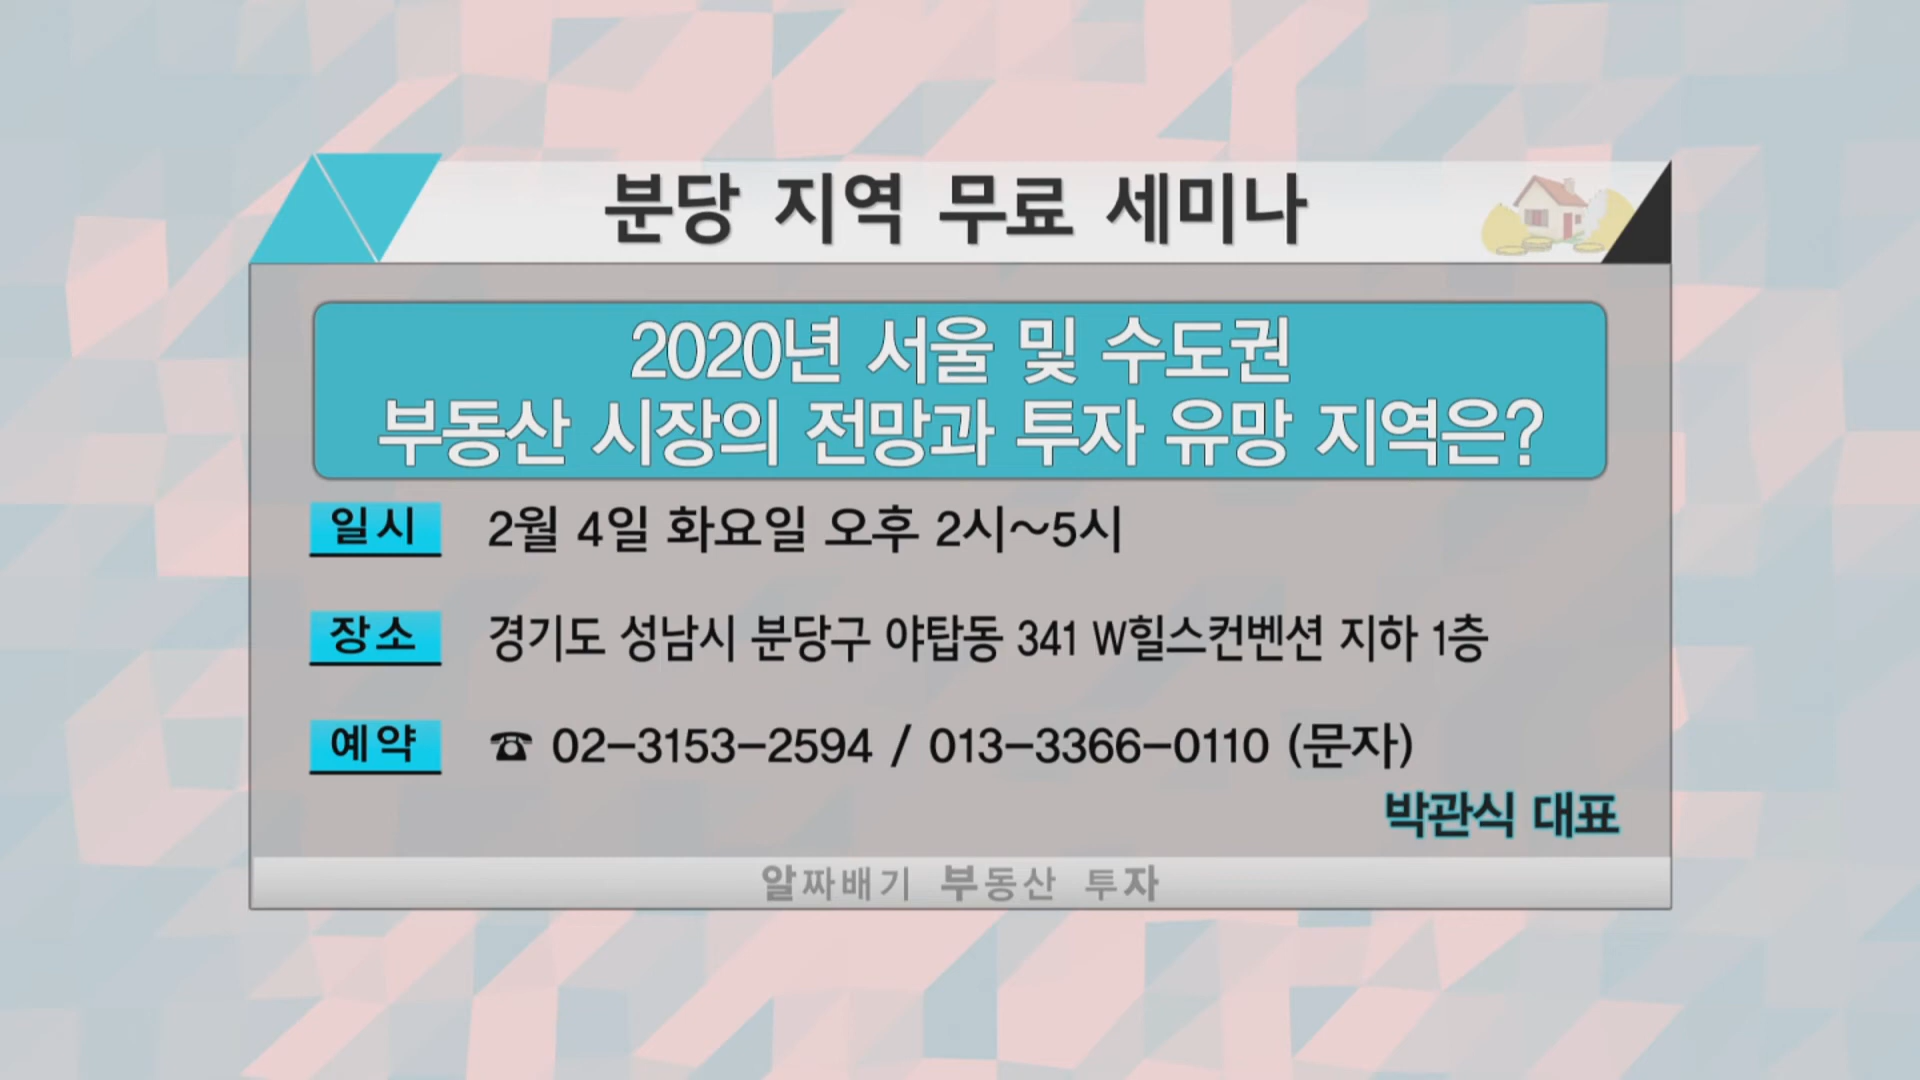 분당 지역 무료 세미나
2020년 서울 및 수도권
부동산 시장의 전망과 투자 유망 지역은?
일시 2월 4일 화요일 오후 2시~5시
장소 경기도 성남시 분당구 야탑동 341 W힐스컨벤션 지하 1층
예약 ☎ 02-3153-2594 / 013-3366-0110 (문자)
박관식 대표
알짜배기 부동산 투자